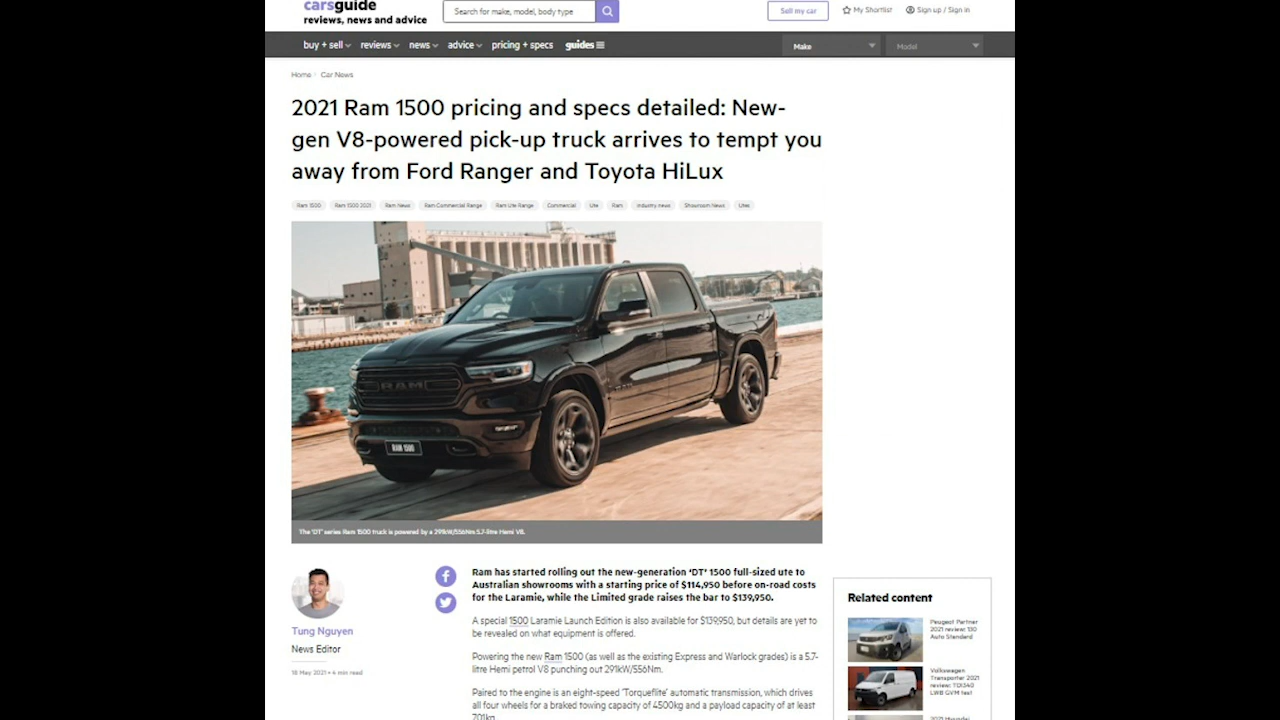 carsguide
reviews, news and advice
Search for make, model, body type
Sell my car
My Shortlist
Sign up / Sign in
buy + sell
reviews
news
advice
pricing + specs
guides
Make
Model
Home
Car News
2021 Ram 1500 pricing and specs detailed: New-
gen V8-powered pick-up truck arrives to tempt you
away from Ford Ranger and Toyota HiLux
Ram 1500
Ram 1500 2021
Ram News
Ram Commercial Range
Ram Ute Range
Commercial
Ute
Ram
Industry news
Showroom News
Utes
RAM
RAM 1500
The 'DT' series Ram 1500 truck is powered by a 291kW/556Nm 5.7-litre Hemi V8.
Tung Nguyen
News Editor
18 May 2021 • 4 min read
Ram has started rolling out the new-generation 'DT' 1500 full-sized ute to
Australian showrooms with a starting price of $114,950 before on-road costs
for the Laramie, while the Limited grade raises the bar to $139,950.
A special 1500 Laramie Launch Edition is also available for $139,950, but details are yet to
be revealed on what equipment is offered.
Powering the new Ram 1500 (as well as the existing Express and Warlock grades) is a 5.7-
litre Hemi petrol V8 punching out 291kW/556Nm.
Paired to the engine is an eight-speed 'Torqueflite' automatic transmission, which drives
all four wheels for a braked towing capacity of 4500kg and a payload capacity of at least
701kg.
Related content
Peugeot Partner
2021 review: 130
Auto Standard
Volkswagen
Transporter 2021
review: TDI340
LWB GVM test
2021 Hyundai